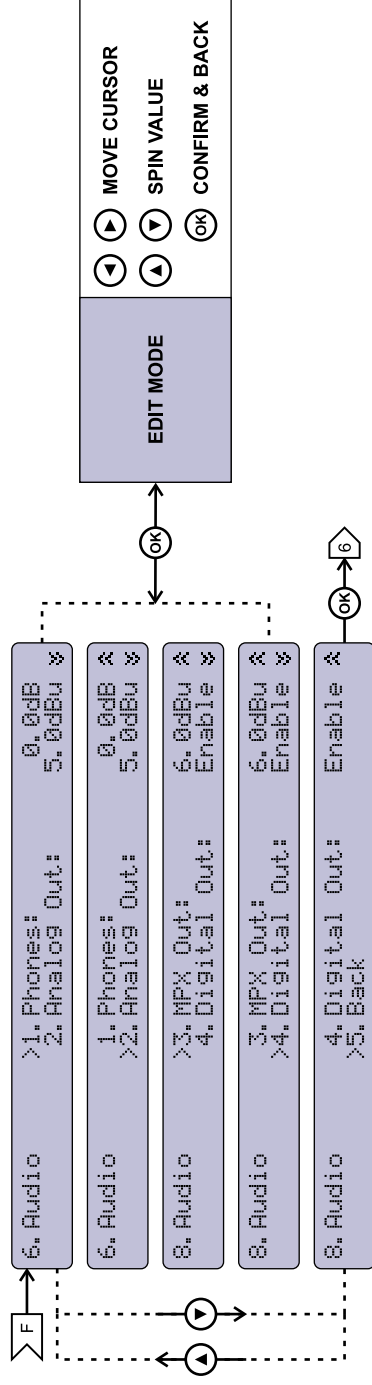 F
6. Audio >1. Phones: 0.0dB
2. Analog Out: 5.0dBu
6. Audio 1. Phones: 0.0dB
>2. Analog Out: 5.0dBu
8. Audio >3. MPX Out: 6.0dBu
4. Digital Out: Enable
8. Audio 3. MPX Out: 6.0dBu
>4. Digital Out: Enable
8. Audio 4. Digital Out: Enable
>5. Back
OK
6
OK
EDIT MODE
MOVE CURSOR
SPIN VALUE
OK CONFIRM & BACK